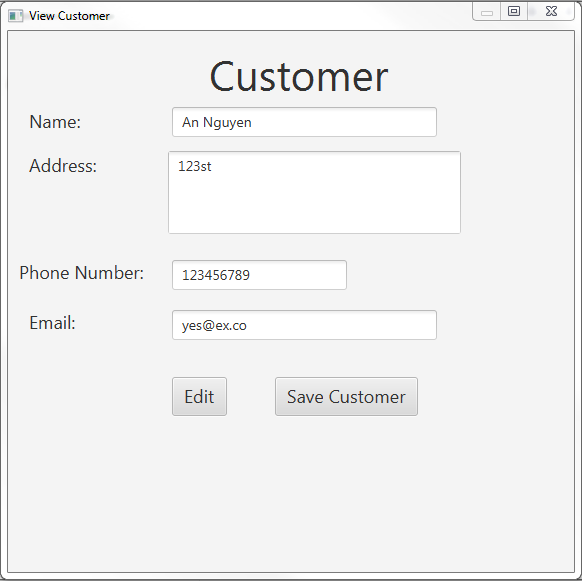 View Customer
Customer
Name: An Nguyen
Address: 123st
Phone Number: 123456789
Email: yes@ex.co
Edit Save Customer